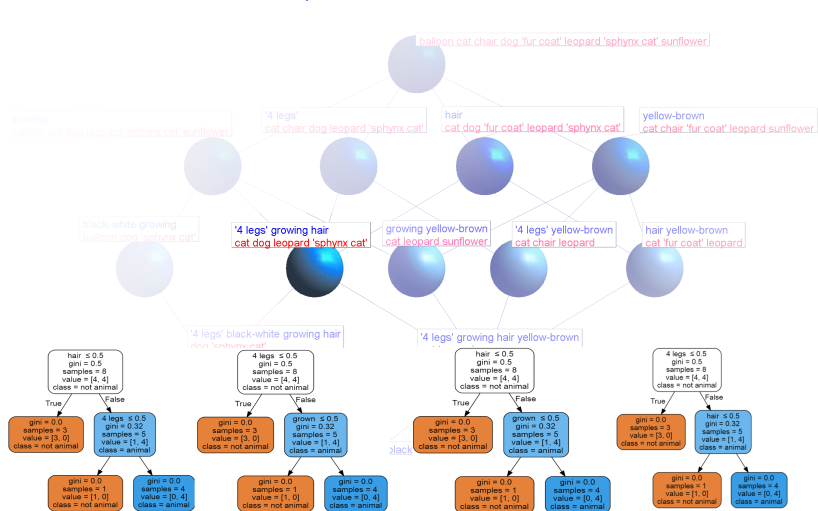 balloon cat chair dog 'fur coat' leopard 'sphynx cat' sunflower
growing
balloon cat dog leopard 'sphynx cat' sunflower
'4 legs'
cat chair dog leopard 'sphynx cat'
hair
cat dog 'fur coat' leopard 'sphynx cat'
yellow-brown
cat chair 'fur coat' leopard sunflower
black-white growing
balloon dog 'sphynx cat'
'4 legs' growing hair
cat dog leopard 'sphynx cat'
growing yellow-brown
cat leopard sunflower
'4 legs' yellow-brown
cat chair leopard
hair yellow-brown
cat 'fur coat' leopard
'4 legs' black-white growing hair
dog 'sphynx cat'
'4 legs' growing hair yellow-brown
black
hair ≤ 0.5
gini = 0.5
samples = 8
value = [4, 4]
class = not animal
True
False
gini = 0.0
samples = 3
value = [3, 0]
class = not animal
4 legs ≤ 0.5
gini = 0.32
samples = 5
value = [1, 4]
class = animal
gini = 0.0
samples = 1
value = [1, 0]
class = not animal
gini = 0.0
samples = 4
value = [0, 4]
class = animal
4 legs ≤ 0.5
gini = 0.5
samples = 8
value = [4, 4]
class = not animal
True
False
gini = 0.0
samples = 3
value = [3, 0]
class = not animal
grown ≤ 0.5
gini = 0.32
samples = 5
value = [1, 4]
class = animal
gini = 0.0
samples = 1
value = [1, 0]
class = not animal
gini = 0.0
samples = 4
value = [0, 4]
class = animal
hair ≤ 0.5
gini = 0.5
samples = 8
value = [4, 4]
class = not animal
True
False
gini = 0.0
samples = 3
value = [3, 0]
class = not animal
grown ≤ 0.5
gini = 0.32
samples = 5
value = [1, 4]
class = animal
gini = 0.0
samples = 1
value = [1, 0]
class = not animal
gini = 0.0
samples = 4
value = [0, 4]
class = animal
4 legs ≤ 0.5
gini = 0.5
samples = 8
value = [4, 4]
class = not animal
True
False
gini = 0.0
samples = 3
value = [3, 0]
class = not animal
hair ≤ 0.5
gini = 0.32
samples = 5
value = [1, 4]
class = animal
gini = 0.0
samples = 1
value = [1, 0]
class = not animal
gini = 0.0
samples = 4
value = [0, 4]
class = animal